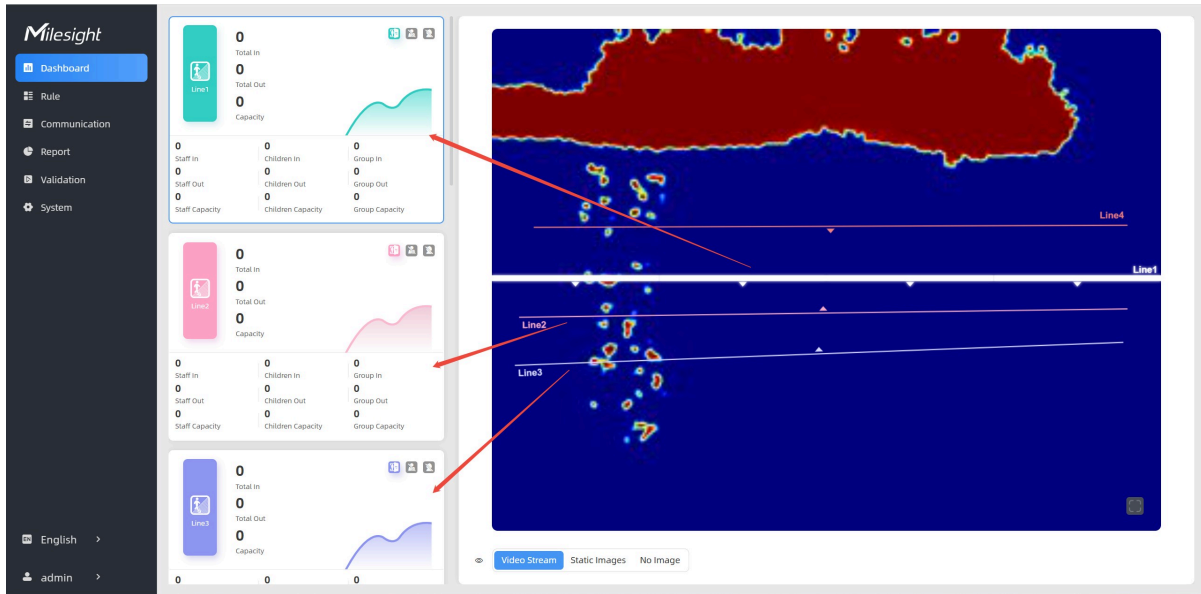 Milesight
Dashboard
Rule
Communication
Report
Validation
System
EN English
admin
Line1
0
Total In
0
Total Out
0
Capacity
0 0 0
Staff In Children In Group In
0 0 0
Staff Out Children Out Group Out
0 0 0
Staff Capacity Children Capacity Group Capacity
Line2
0
Total In
0
Total Out
0
Capacity
0 0 0
Staff In Children In Group In
0 0 0
Staff Out Children Out Group Out
0 0 0
Staff Capacity Children Capacity Group Capacity
Line3
0
Total In
0
Total Out
0
Capacity
0 0 0
Line4
Line1
Line2
Line3
Video Stream Static Images No Image